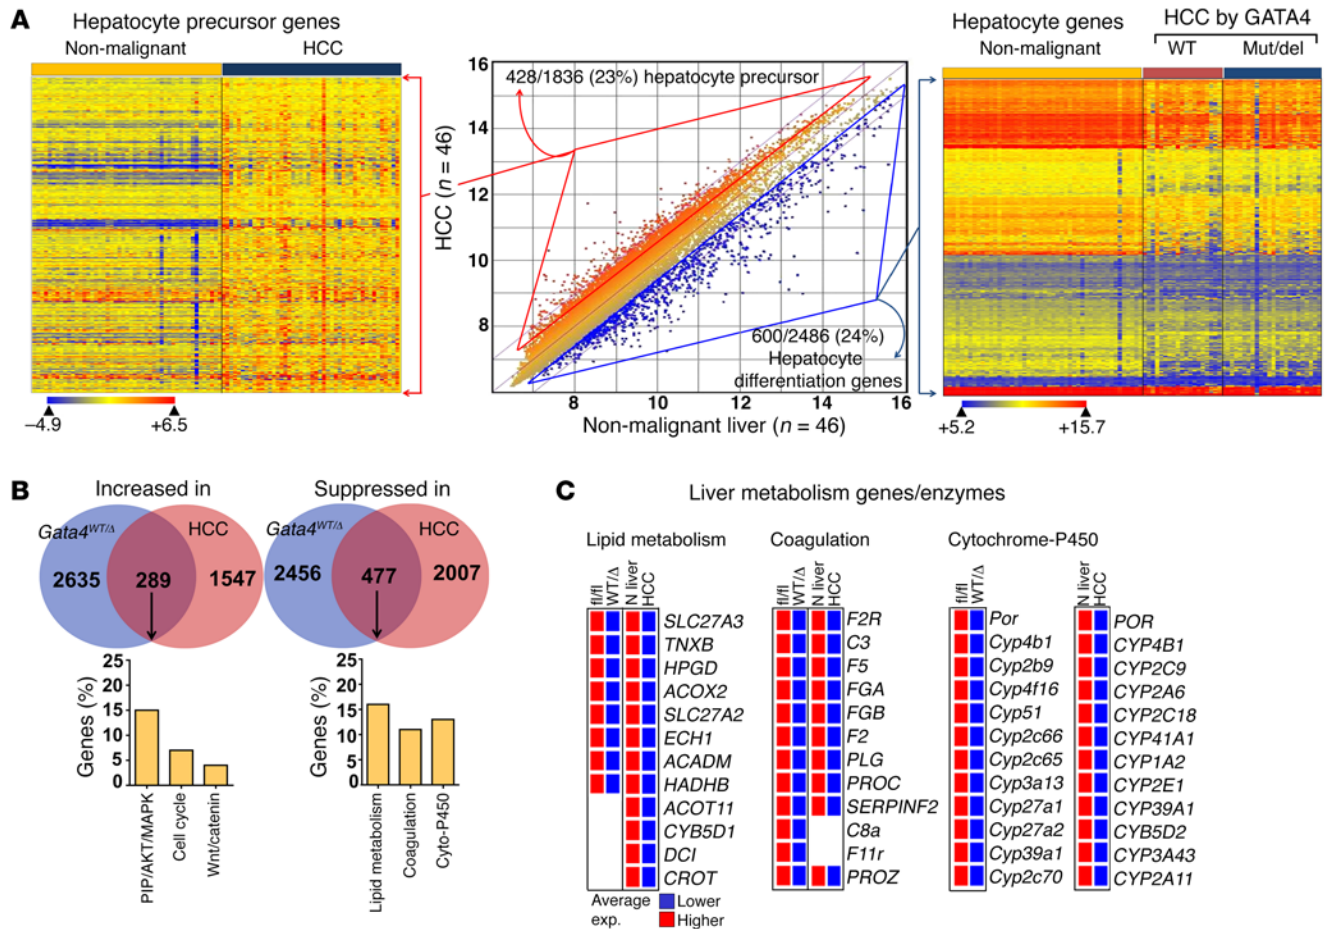 A
Hepatocyte precursor genes
Non-malignant HCC
−4.9 +6.5
428/1836 (23%) hepatocyte precursor
600/2486 (24%)
Hepatocyte
differentiation genes
HCC (n = 46)
16
14
12
10
8
8 10 12 14 16
Non-malignant liver (n = 46)
Hepatocyte genes
Non-malignant
HCC by GATA4
WT Mut/del
+5.2 +15.7
B
Increased in
Gata4WT/Δ HCC
2635 289 1547
Genes (%)
25
20
15
10
5
0
PIP/AKT/MAPK
Cell cycle
Wnt/catenin
Suppressed in
Gata4WT/Δ HCC
2456 477 2007
Genes (%)
25
20
15
10
5
0
Lipid metabolism
Coagulation
Cyto-P450
C
Liver metabolism genes/enzymes
Lipid metabolism
fl/fl
WT/Δ
N liver
HCC
SLC27A3
TNXB
HPGD
ACOX2
SLC27A2
ECH1
ACADM
HADHB
ACOT11
CYB5D1
DCI
CROT
Coagulation
fl/fl
WT/Δ
N liver
HCC
F2R
C3
F5
FGA
FGB
F2
PLG
PROC
SERPINF2
C8a
F11r
PROZ
Cytochrome-P450
fl/fl
WT/Δ
Por
Cyp4b1
Cyp2b9
Cyp4f16
Cyp51
Cyp2c66
Cyp2c65
Cyp3a13
Cyp27a1
Cyp27a2
Cyp39a1
Cyp2c70
N liver
HCC
POR
CYP4B1
CYP2C9
CYP2A6
CYP2C18
CYP41A1
CYP1A2
CYP2E1
CYP39A1
CYB5D2
CYP3A43
CYP2A11
Average
exp.
Lower
Higher